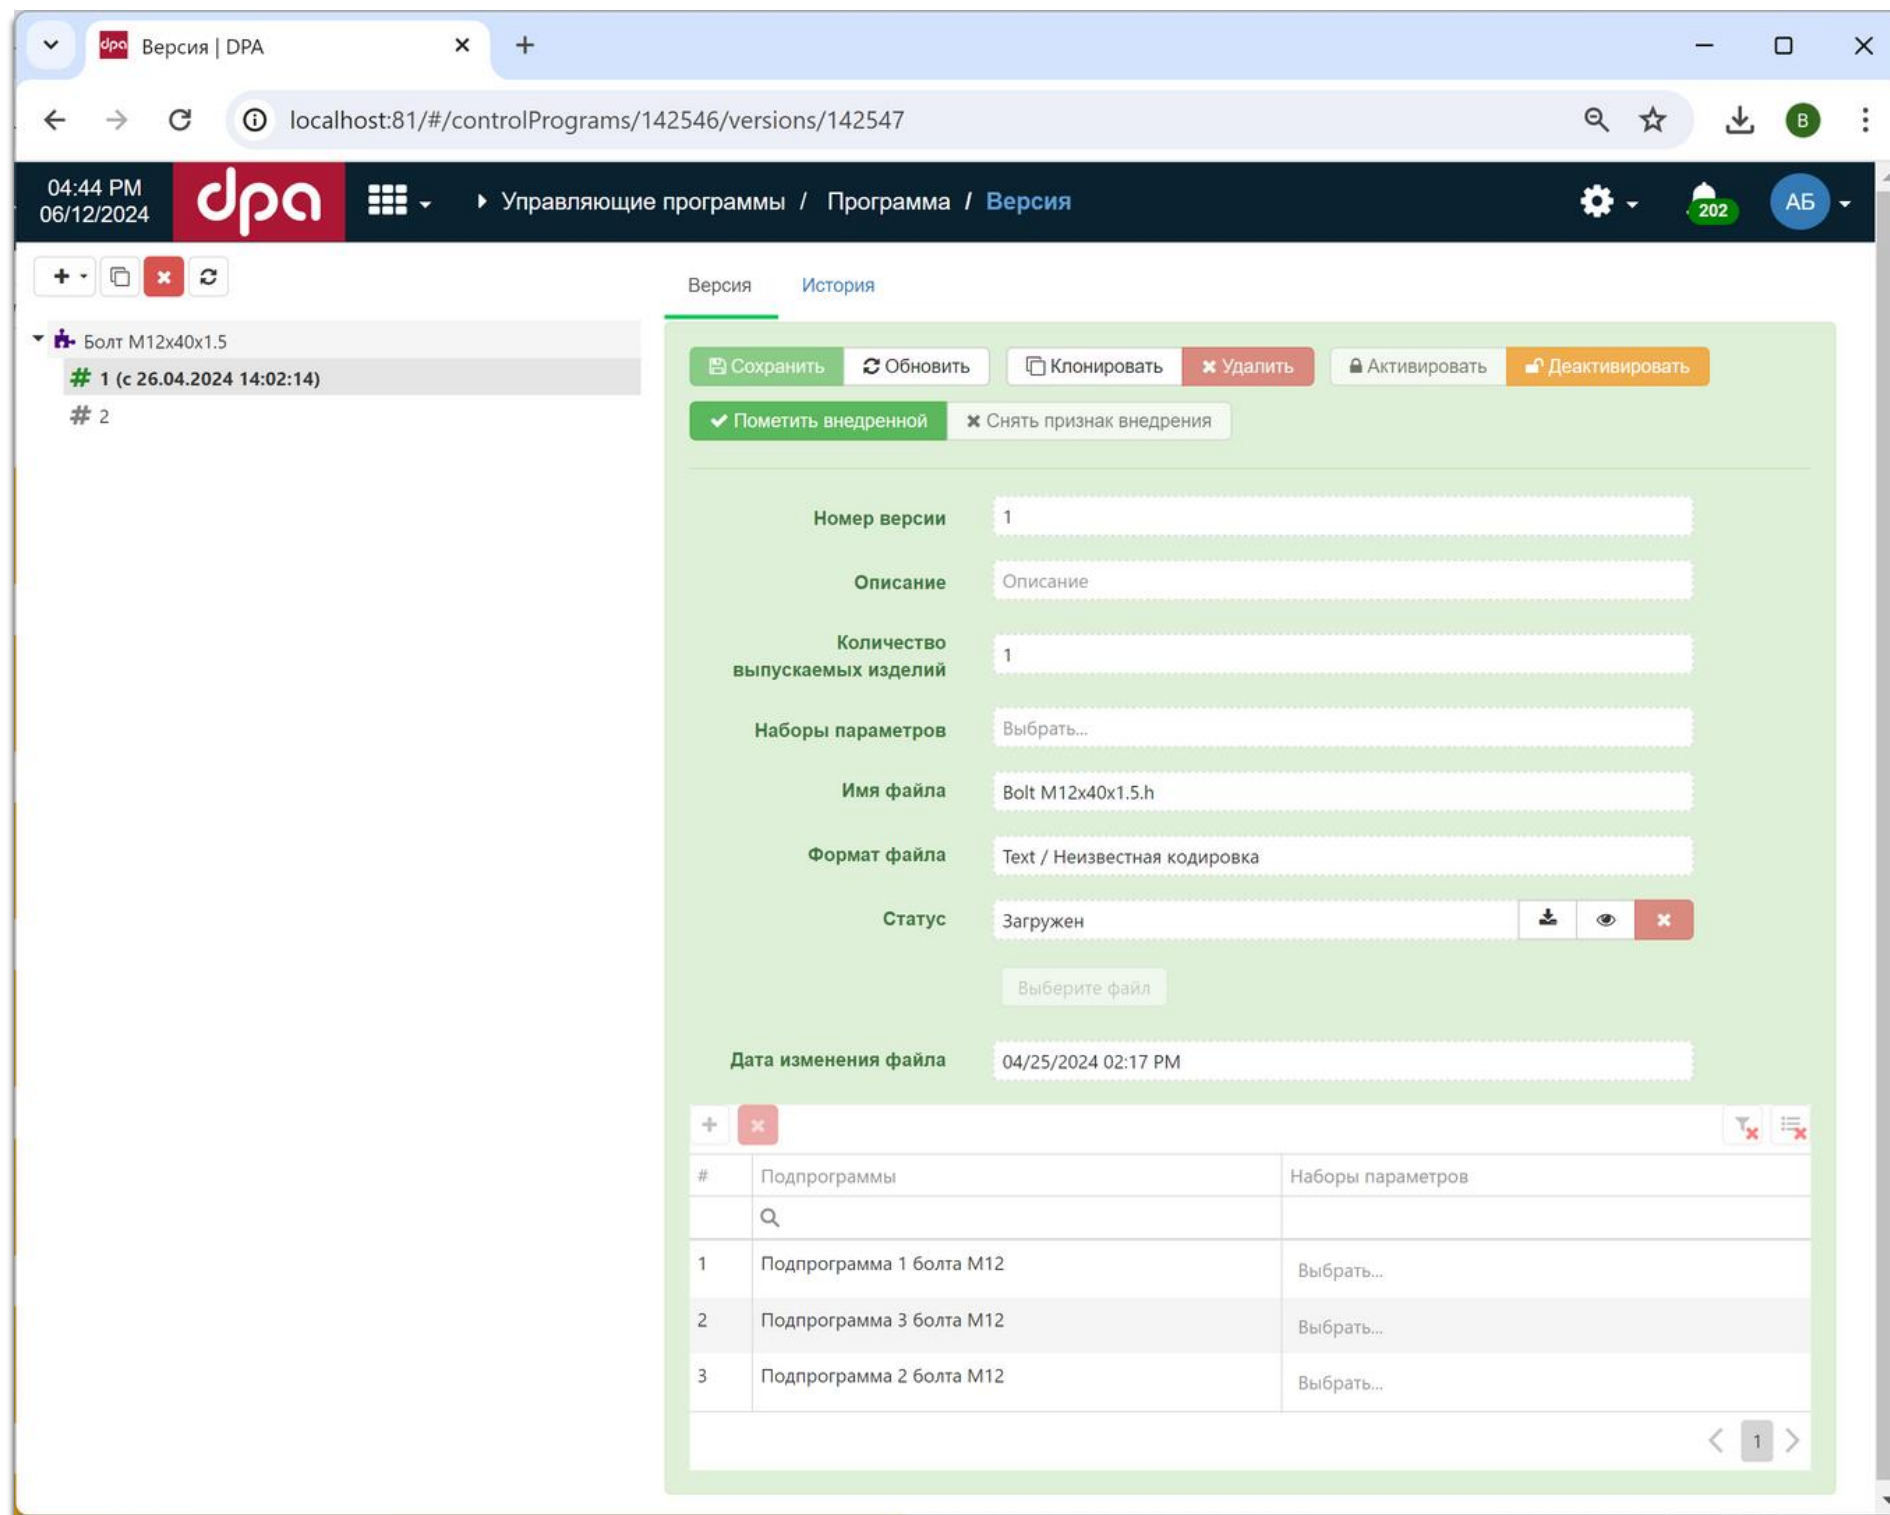 dpa Версия | DPA
localhost:81/#/controlPrograms/142546/versions/142547
B
04:44 PM
06/12/2024
dpa
Управляющие программы / Программа / Версия
202
АБ
Версия История
Болт M12x40x1.5
# 1 (с 26.04.2024 14:02:14)
# 2
Сохранить Обновить Клонировать Удалить Активировать Деактивировать
Пометить внедренной Снять признак внедрения
Номер версии 1
Описание Описание
Количество
выпускаемых изделий 1
Наборы параметров Выбрать...
Имя файла Bolt M12x40x1.5.h
Формат файла Text / Неизвестная кодировка
Статус Загружен
Выберите файл
Дата изменения файла 04/25/2024 02:17 PM
# Подпрограммы Наборы параметров
1 Подпрограмма 1 болта М12 Выбрать...
2 Подпрограмма 3 болта М12 Выбрать...
3 Подпрограмма 2 болта М12 Выбрать...
1